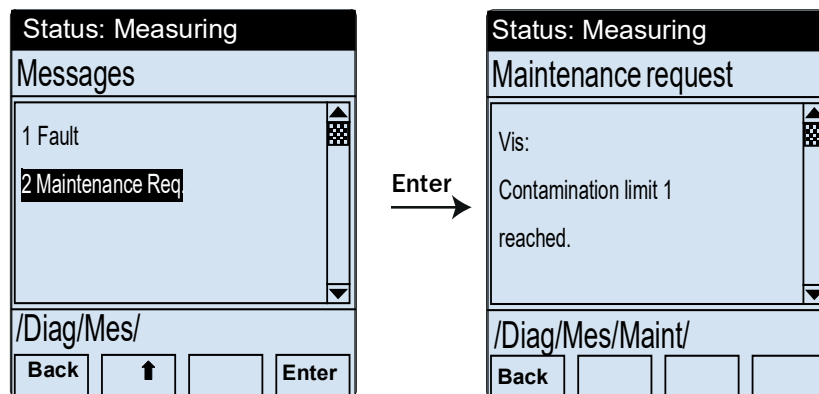 Status: Measuring
Messages
1 Fault
2 Maintenance Req.
/Diag/Mes/
Back
Enter
Enter
Status: Measuring
Maintenance request
Vis:
Contamination limit 1
reached.
/Diag/Mes/Maint/
Back